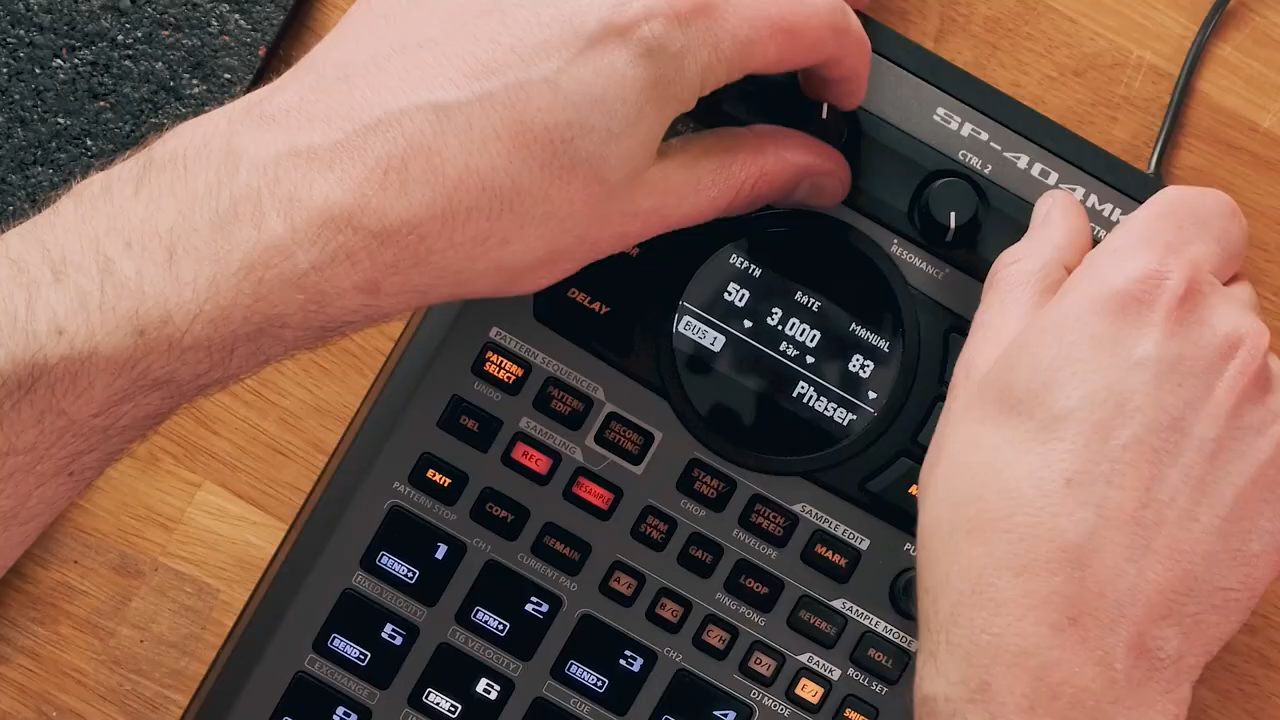 SP-404MK
CTRL 2
CTR
RESONANCE
DELAY
DEPTH
50
RATE
3.000
Bar
MANUAL
83
BUS 1
Phaser
PATTERN SEQUENCER
PATTERN SELECT
PATTERN EDIT
RECORD SETTING
UNDO
DEL
SAMPLING
REC
RESAMPLE
EXIT
COPY
REMAIN
PATTERN STOP
CH1
CURRENT PAD
START/END
CHOP
PITCH/SPEED
ENVELOPE
SAMPLE EDIT
MARK
BPM SYNC
GATE
LOOP
PING-PONG
REVERSE
SAMPLE MODE
ROLL
ROLL SET
A/F
B/G
C/H
D/I
E/J
BANK
DJ MODE
SHIFT
1
BEND+
FIXED VELOCITY
2
BPM+
16 VELOCITY
3
BEND+
CUE
CH2
4
5
BEND-
EXCHANGE
6
BPM-
9